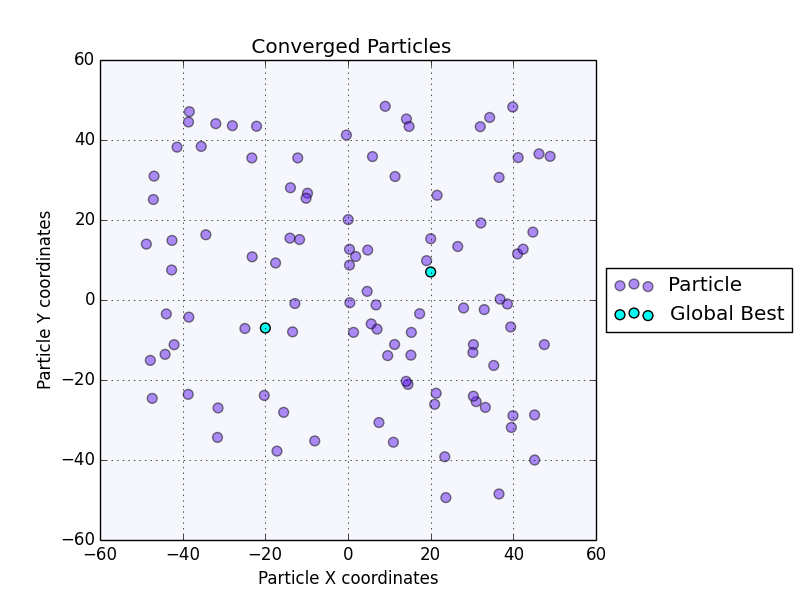 Converged Particles
60
40
20
0
−20
−40
−60
−60 −40 −20 0 20 40 60
Particle X coordinates
Particle Y coordinates
Particle
Global Best